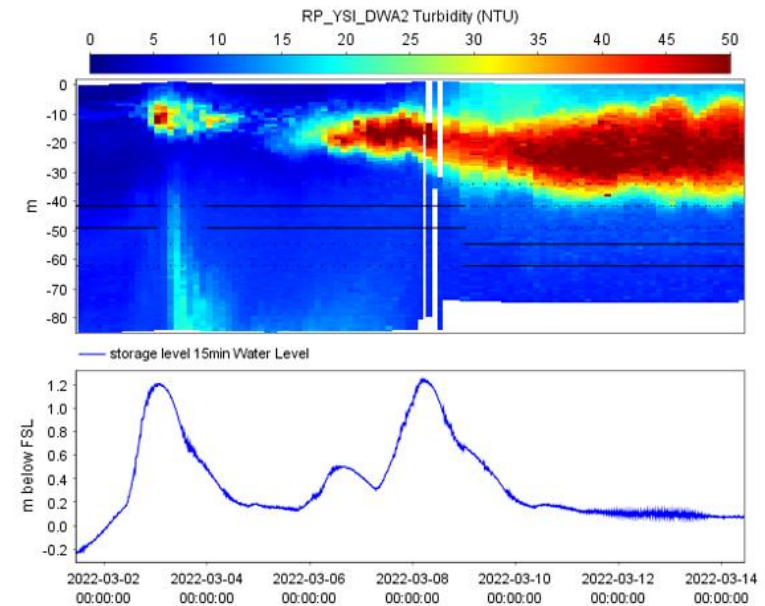 RP_YSI_DWA2 Turbidity (NTU)
0 5 10 15 20 25 30 35 40 45 50
0
-10
-20
-30
-40
-50
-60
-70
-80
m
storage level 15min Water Level
1.2
1.0
0.8
0.6
0.4
0.2
0.0
-0.2
m below FSL
2022-03-02 2022-03-04 2022-03-06 2022-03-08 2022-03-10 2022-03-12 2022-03-14
00:00:00 00:00:00 00:00:00 00:00:00 00:00:00 00:00:00 00:00:00